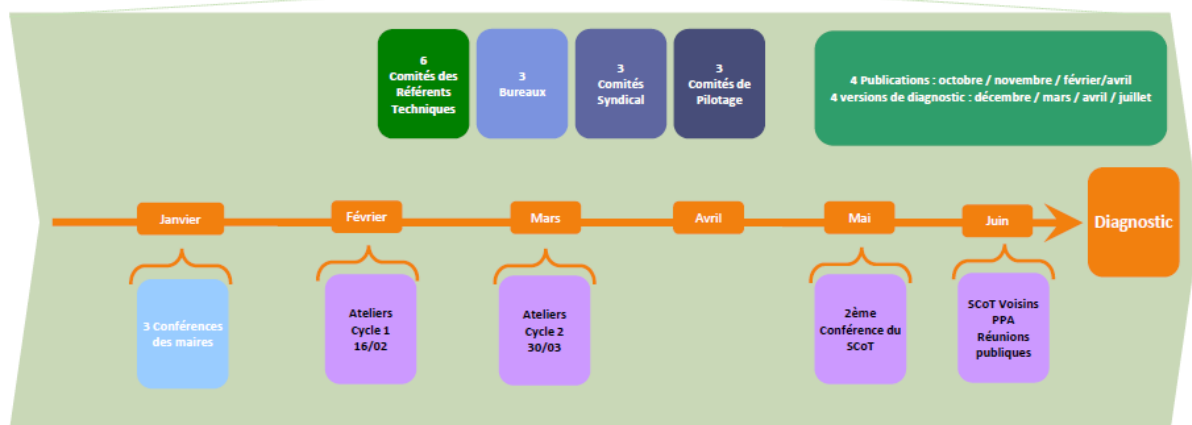 6
Comités des
Référents
Techniques
3
Bureaux
3
Comités
Syndical
3
Comités de
Pilotage
4 Publications : octobre / novembre / février/avril
4 versions de diagnostic : décembre / mars / avril / juillet
Janvier
Février
Mars
Avril
Mai
Juin
Diagnostic
3 Conférences
des maires
Ateliers
Cycle 1
16/02
Ateliers
Cycle 2
30/03
2ème
Conférence du
SCoT
SCoT Voisins
PPA
Réunions
publiques